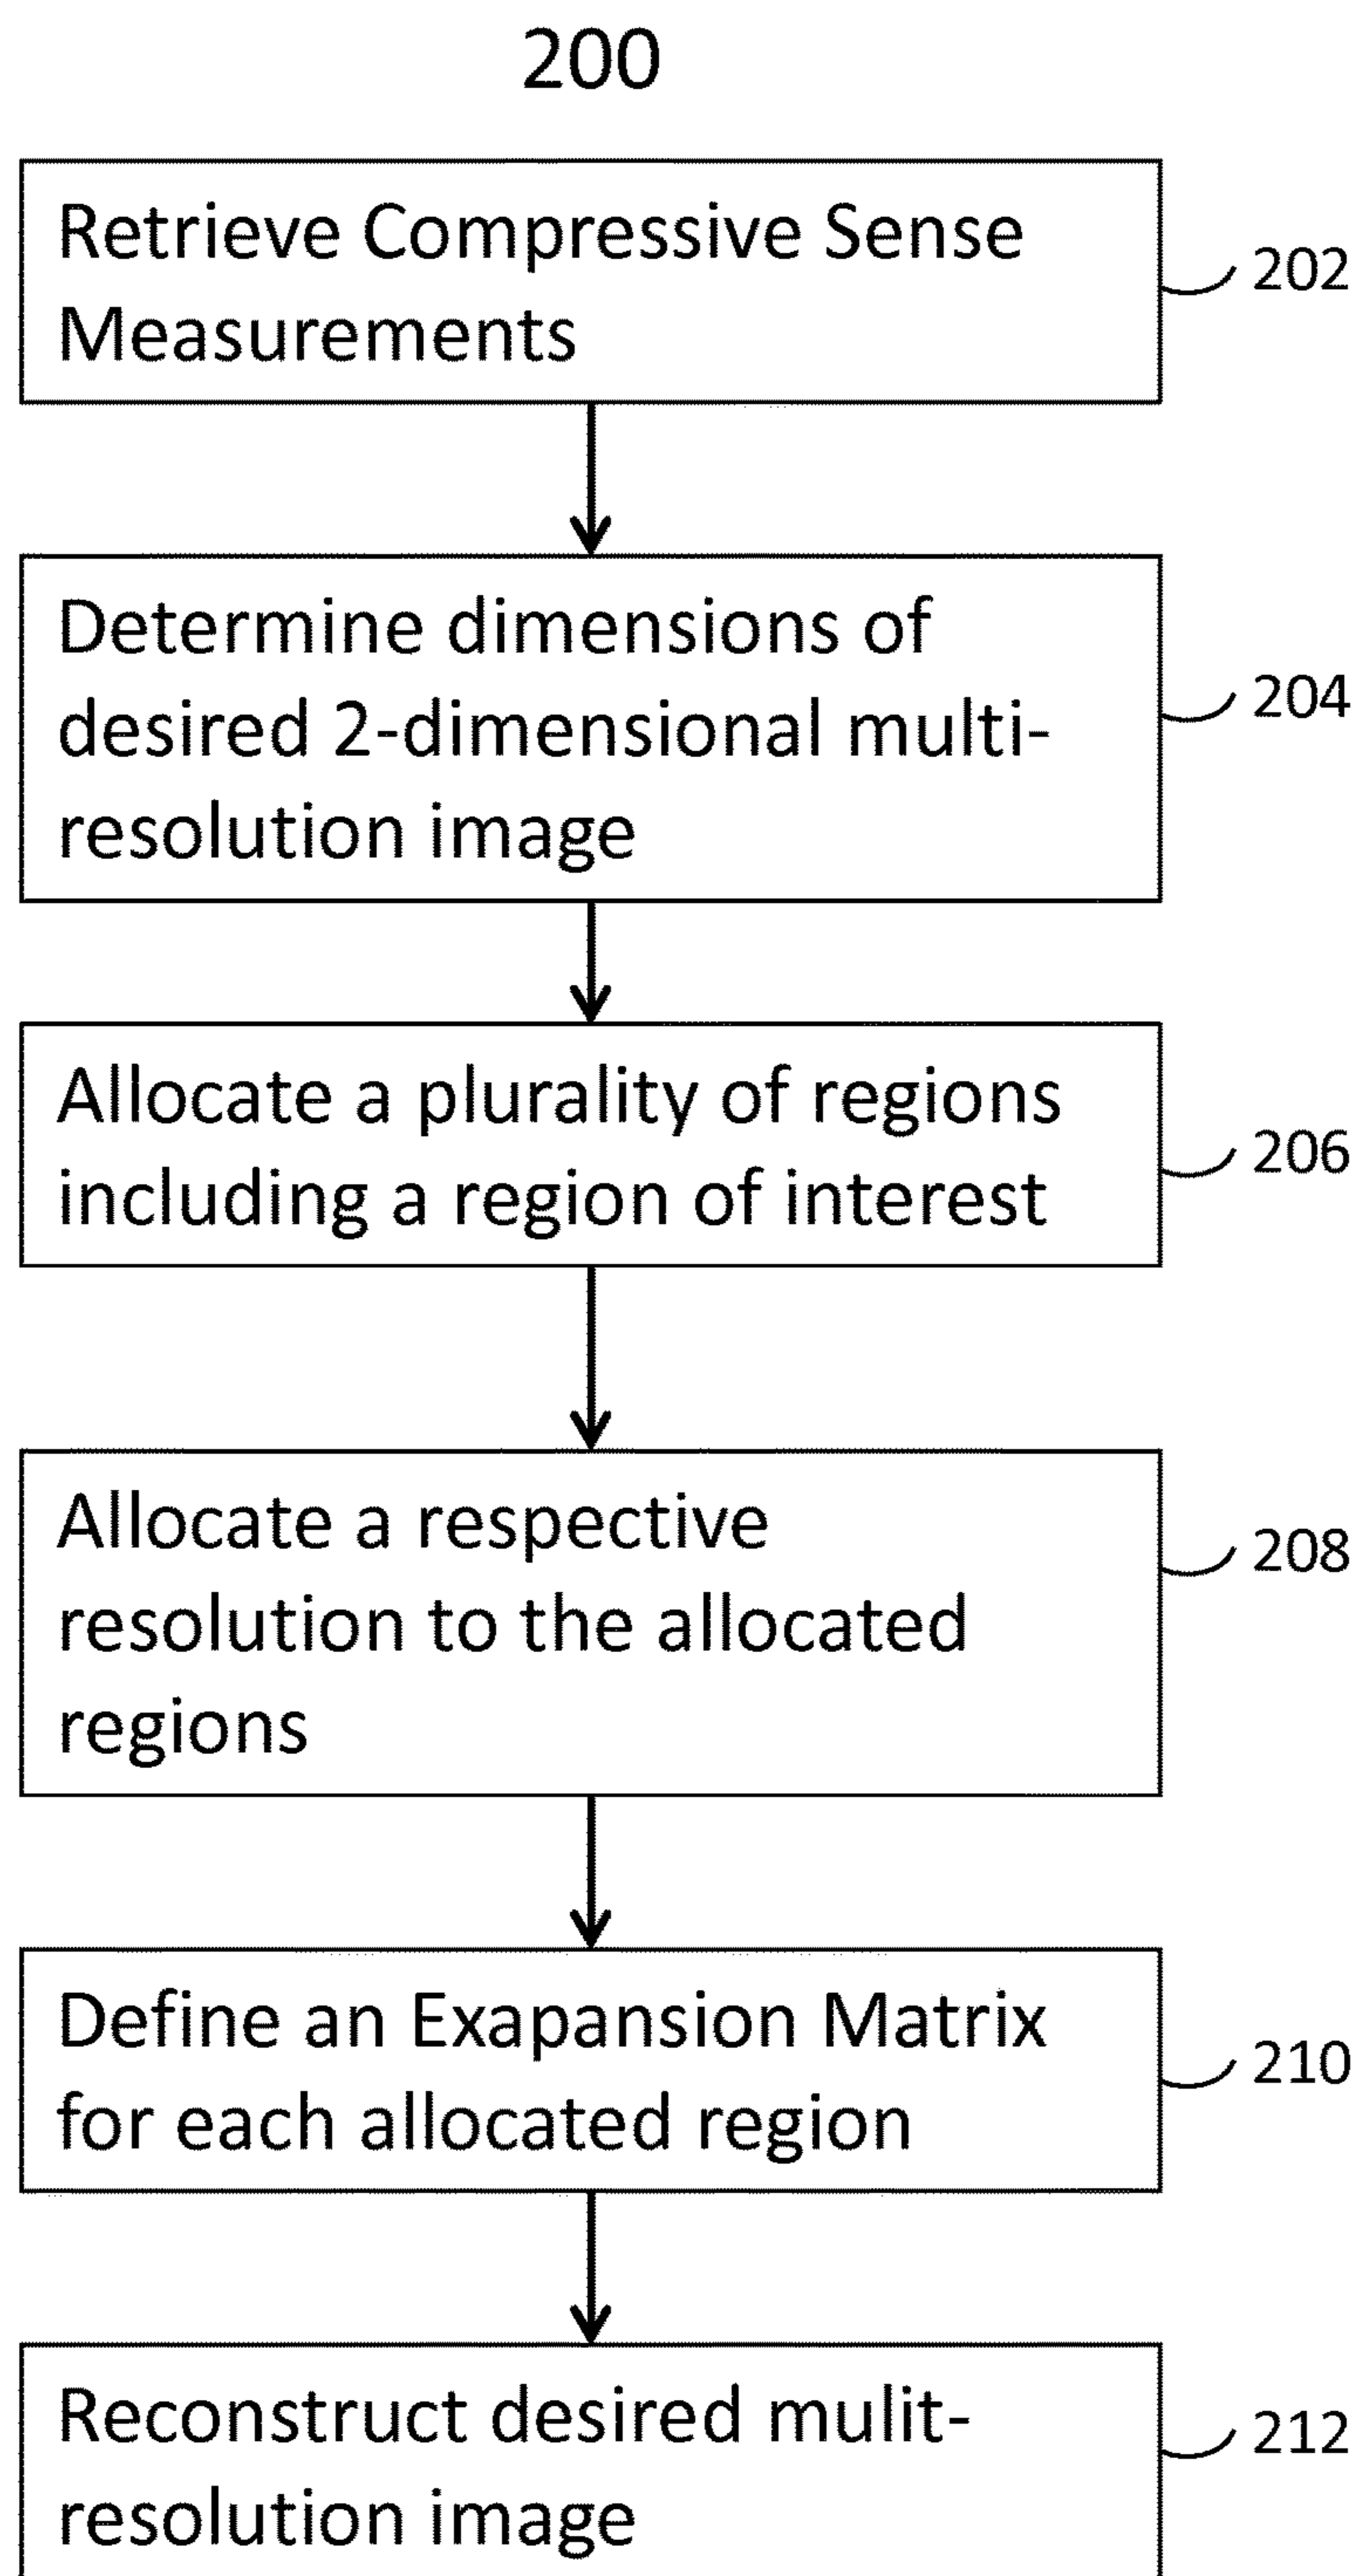 200
Retrieve Compressive Sense
Measurements
202
Determine dimensions of
desired 2-dimensional multi-
resolution image
204
Allocate a plurality of regions
including a region of interest
206
Allocate a respective
resolution to the allocated
regions
208
Define an Exapansion Matrix
for each allocated region
210
Reconstruct desired mulit-
resolution image
212